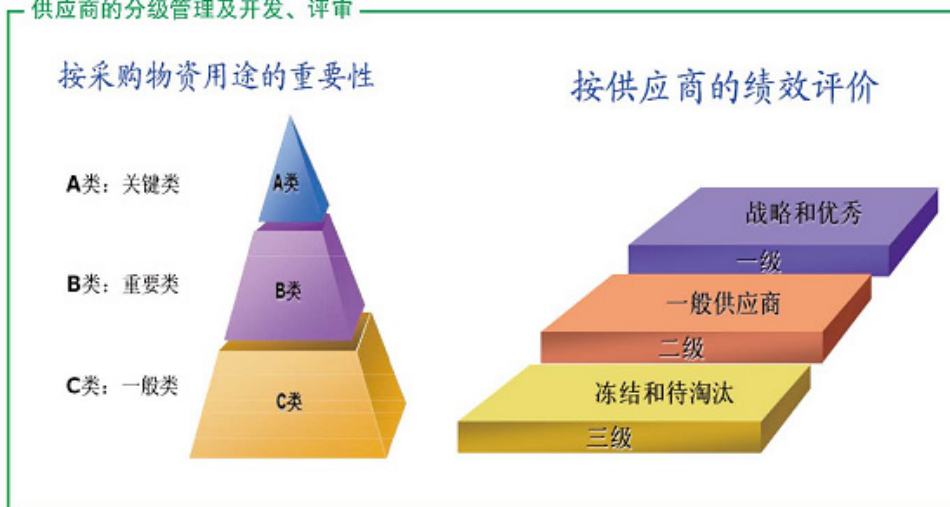 供应商的分级管理及开发、评审
按采购物资用途的重要性
按供应商的绩效评价
A类：关键类
A类
B类：重要类
B类
C类：一般类
C类
战略和优秀
一级
一般供应商
二级
冻结和待淘汰
三级